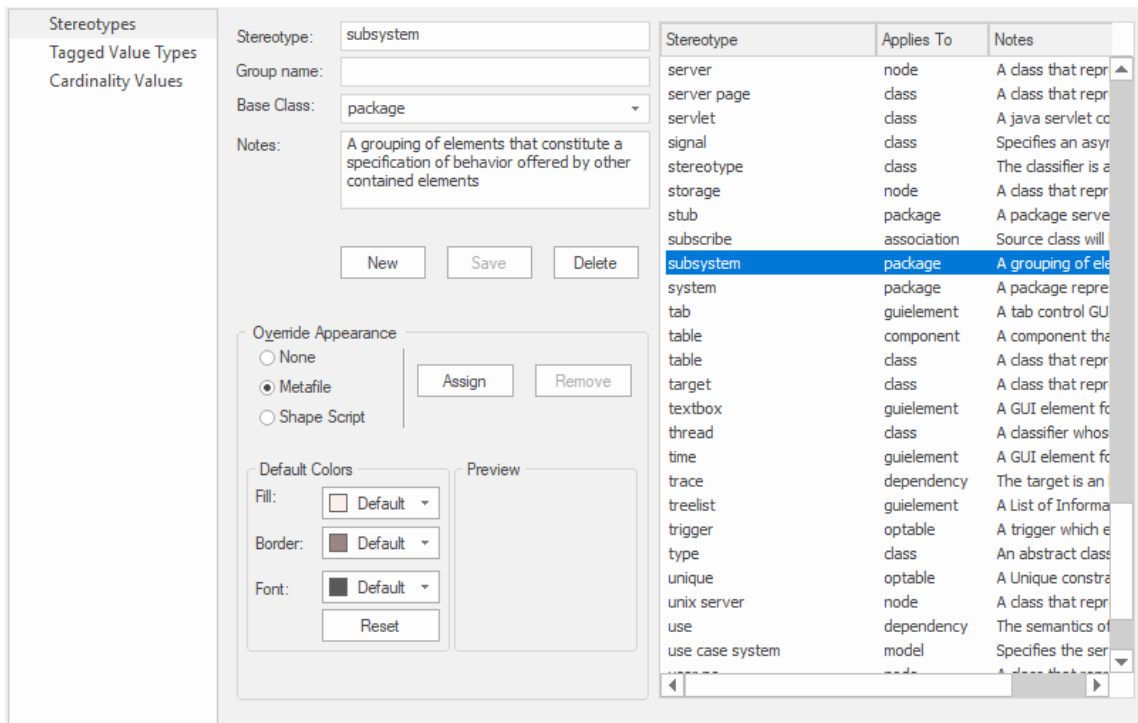 Stereotypes
Tagged Value Types
Cardinality Values
Stereotype: subsystem
Group name:
Base Class: package
Notes: A grouping of elements that constitute a
specification of behavior offered by other
contained elements
New Save Delete
Override Appearance
None
Metafile
Shape Script
Assign Remove
Default Colors
Fill: Default
Border: Default
Font: Default
Reset
Preview
Stereotype Applies To Notes
server node A class that repr
server page class A class that repr
servlet class A java servlet co
signal class Specifies an asyn
stereotype class The classifier is a
storage node A class that repr
stub package A package serve
subscribe association Source class will
subsystem package A grouping of ele
system package A package repre
tab guielement A tab control GU
table component A component tha
table class A class that repr
target class A class that repr
textbox guielement A GUI element fo
thread class A classifier whos
time guielement A GUI element fo
trace dependency The target is an
treelist guielement A List of Informa
trigger optable A trigger which e
type class An abstract class
unique optable A Unique constra
unix server node A class that repr
use dependency The semantics of
use case system model Specifies the ser